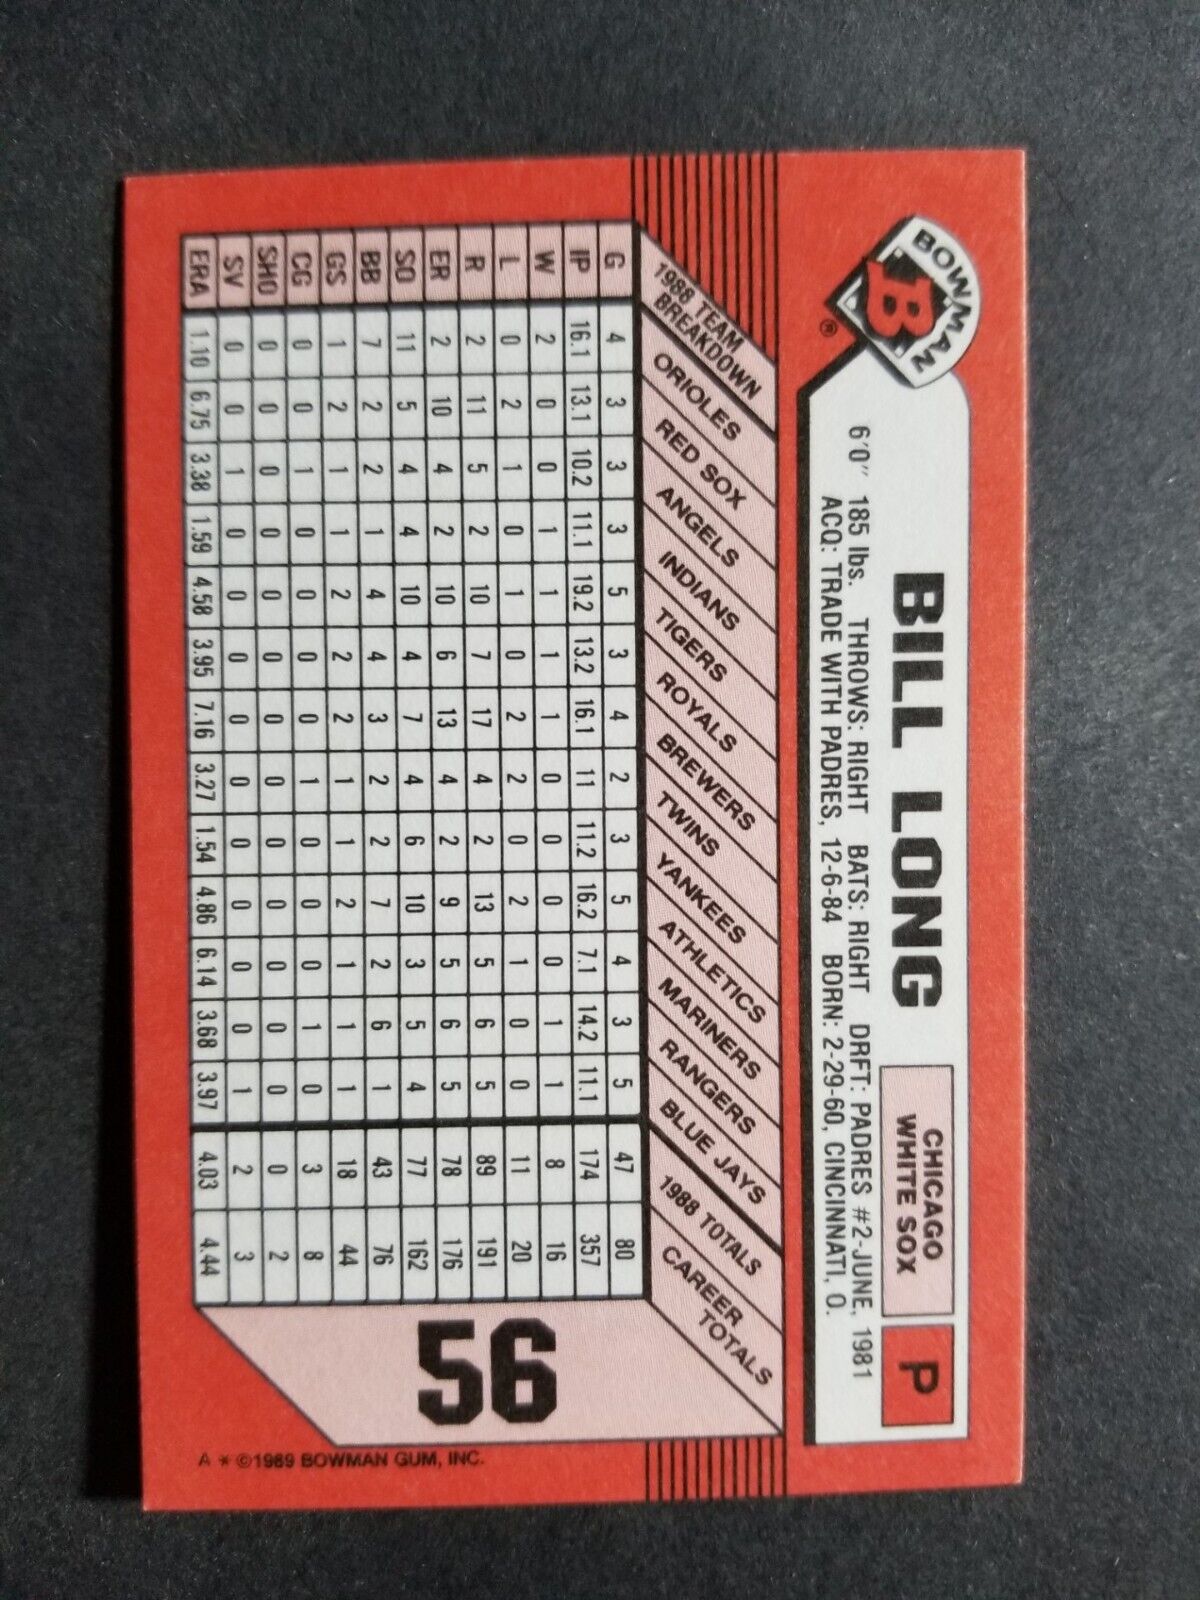 BOWMAN
B ®
BILL LONG
CHICAGO
WHITE SOX
P
6'0" 185 lbs. THROWS: RIGHT BATS: RIGHT DRFT: PADRES #2-JUNE, 1981
ACQ: TRADE WITH PADRES, 12-6-84 BORN: 2-29-60, CINCINNATI, O.
1988 TEAM BREAKDOWN ORIOLES RED SOX ANGELS INDIANS TIGERS ROYALS BREWERS TWINS YANKEES ATHLETICS MARINERS RANGERS BLUE JAYS 1988 TOTALS CAREER TOTALS
G 4 3 3 3 5 3 4 2 3 5 4 3 5 47 80
IP 16.1 13.1 10.2 11.1 19.2 13.2 16.1 11 11.2 16.2 7.1 14.2 11.1 174 357
W 2 0 0 1 1 1 1 0 0 0 0 1 1 8 16
L 0 2 1 0 1 0 2 2 0 2 1 0 0 11 20
R 2 11 5 2 10 7 17 4 2 13 5 6 5 89 191
ER 2 10 4 2 10 6 13 4 2 9 5 6 5 78 176
SO 11 5 4 4 10 4 7 4 6 10 3 5 4 77 162
BB 7 2 2 1 4 4 3 2 2 7 2 6 1 43 76
GS 1 2 1 1 2 2 2 1 1 2 1 1 1 18 44
CG 0 0 1 0 0 0 0 1 0 0 0 1 0 3 8
SHO 0 0 0 0 0 0 0 0 0 0 0 0 0 0 2
SV 0 0 1 0 0 0 0 0 0 0 0 0 1 2 3
ERA 1.10 6.75 3.38 1.59 4.58 3.95 7.16 3.27 1.54 4.86 6.14 3.68 3.97 4.03 4.44
56
A * ©1989 BOWMAN GUM, INC.